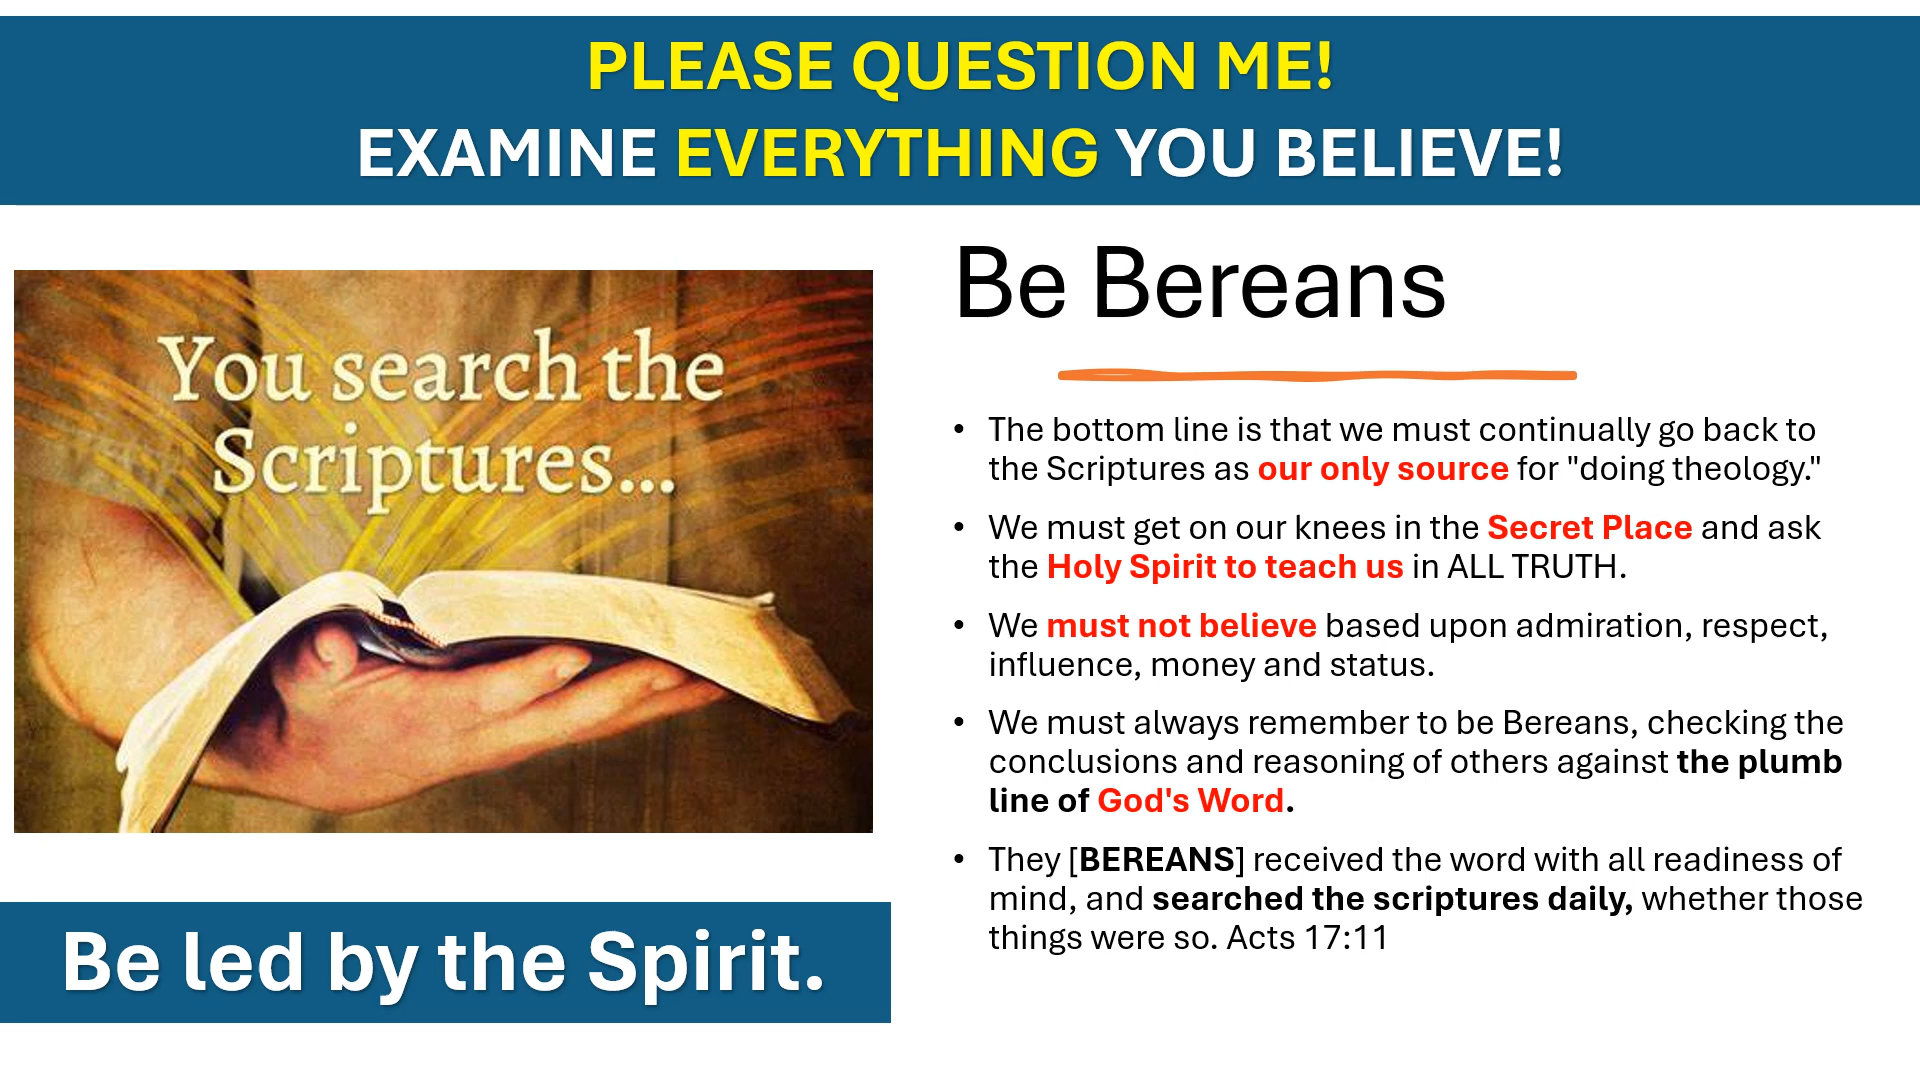 PLEASE QUESTION ME!
EXAMINE EVERYTHING YOU BELIEVE!
You search the
Scriptures...
Be led by the Spirit.
Be Bereans
• The bottom line is that we must continually go back to
the Scriptures as our only source for "doing theology."
• We must get on our knees in the Secret Place and ask
the Holy Spirit to teach us in ALL TRUTH.
• We must not believe based upon admiration, respect,
influence, money and status.
• We must always remember to be Bereans, checking the
conclusions and reasoning of others against the plumb
line of God's Word.
• They [BEREANS] received the word with all readiness of
mind, and searched the scriptures daily, whether those
things were so. Acts 17:11